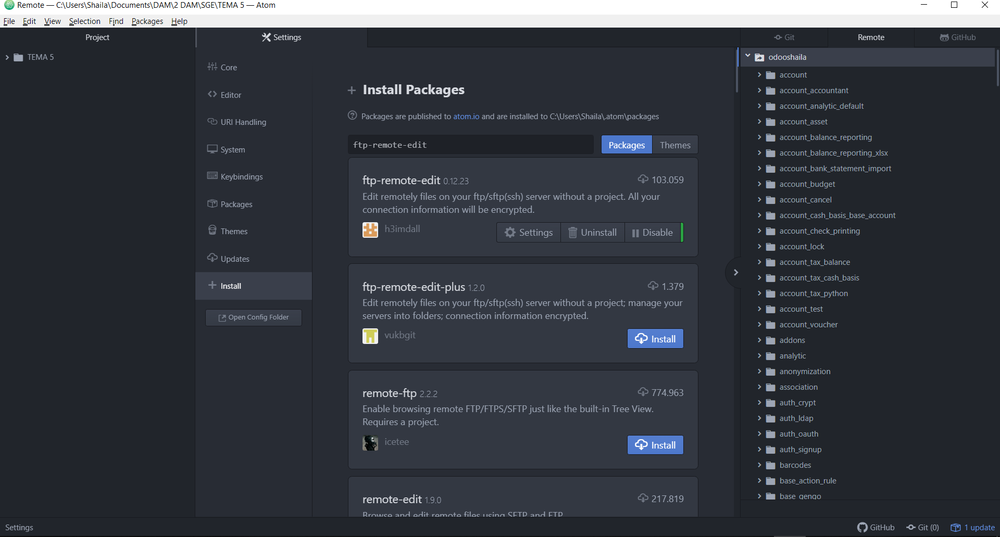 Remote — C:\Users\Shaila\Documents\DAM\2 DAM\SGE\TEMA 5 — Atom
File Edit View Selection Find Packages Help
Project
TEMA 5
Settings
Core
Editor
URI Handling
System
Keybindings
Packages
Themes
Updates
Install
Open Config Folder
Install Packages
Packages are published to atom.io and are installed to C:\Users\Shaila\.atom\packages
ftp-remote-edit
Packages Themes
ftp-remote-edit 0.12.23 103.059
Edit remotely files on your ftp/sftp(ssh) server without a project. All your
connection information will be encrypted.
h3imdall
Settings Uninstall Disable
ftp-remote-edit-plus 1.2.0 1.379
Edit remotely files on your ftp/sftp(ssh) server without a project; manage your
servers into folders; connection information encrypted.
vukbgit
Install
remote-ftp 2.2.2 774.963
Enable browsing remote FTP/FTPS/SFTP just like the built-in Tree View.
Requires a project.
icetee
Install
remote-edit 1.9.0 217.819
Browse and edit remote files using SFTP and FTP
Git Remote GitHub
odooshaila
account
account_accountant
account_analytic_default
account_asset
account_balance_reporting
account_balance_reporting_xlsx
account_bank_statement_import
account_budget
account_cancel
account_cash_basis_base_account
account_check_printing
account_lock
account_tax_balance
account_tax_cash_basis
account_tax_python
account_test
account_voucher
addons
analytic
anonymization
association
auth_crypt
auth_ldap
auth_oauth
auth_signup
barcodes
base_action_rule
base_gengo
Settings
GitHub Git (0) 1 update